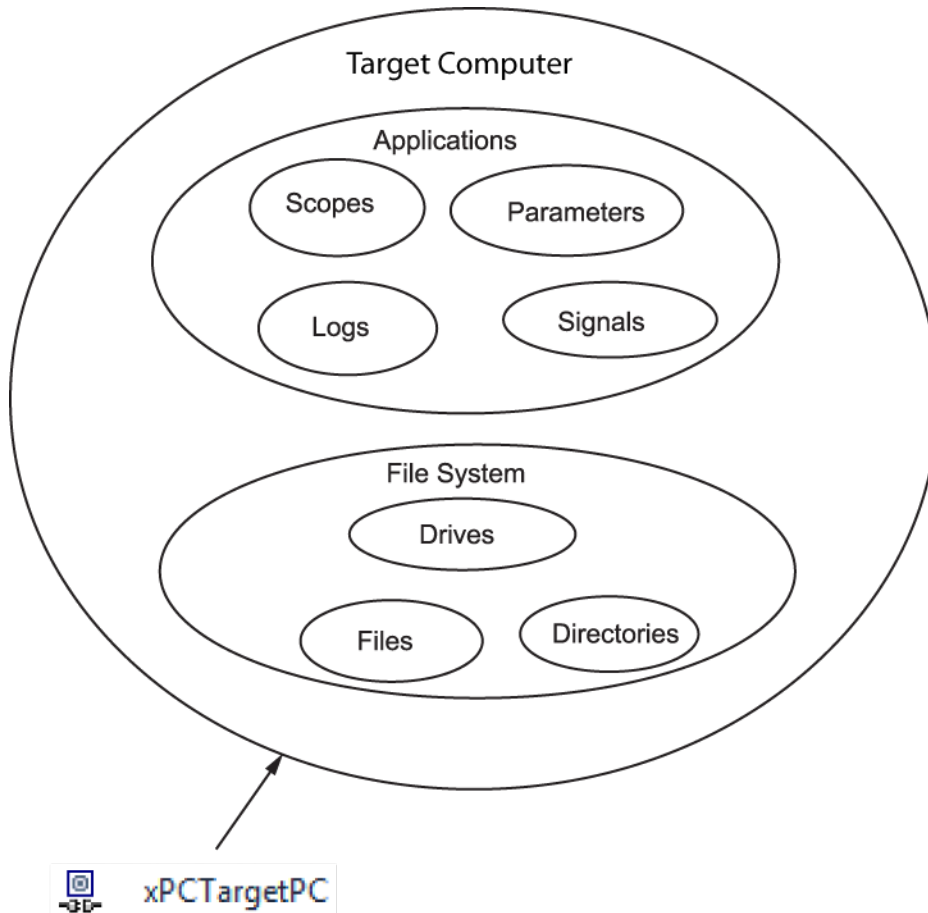 Target Computer
Applications
Scopes
Parameters
Logs
Signals
File System
Drives
Files
Directories
xPCTargetPC